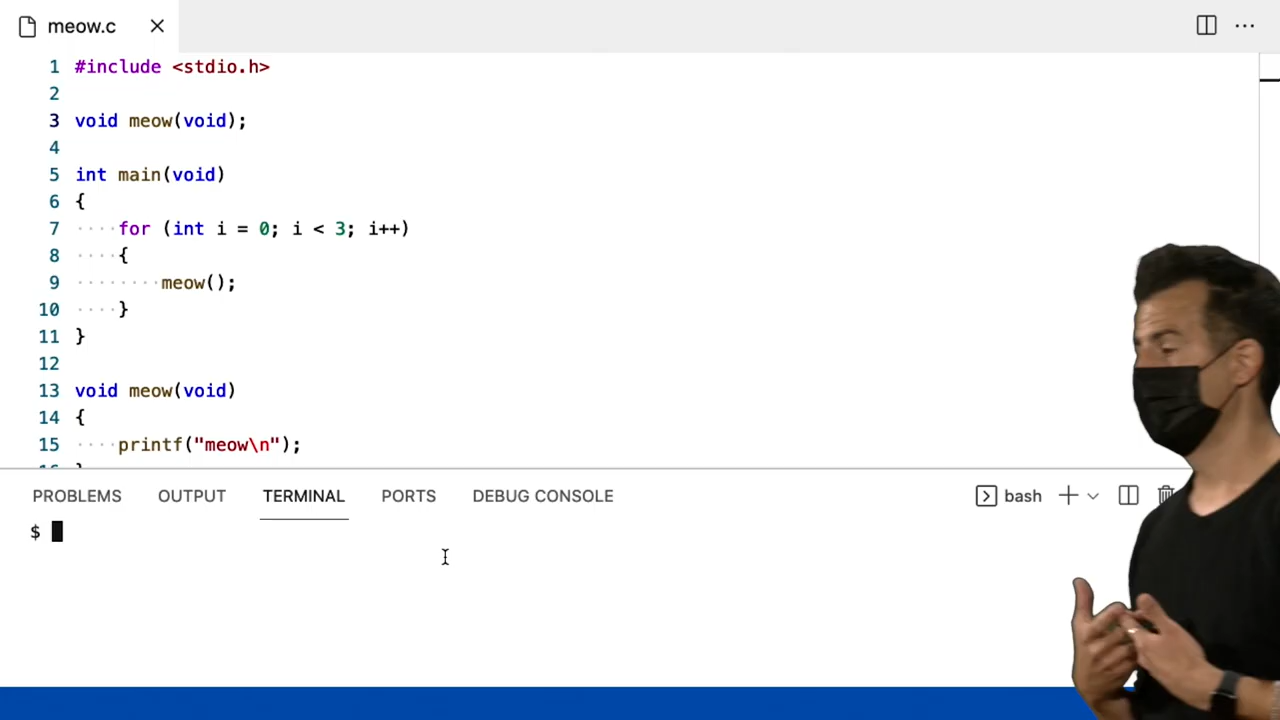 meow.c
1 #include <stdio.h>
2
3 void meow(void);
4
5 int main(void)
6 {
7 ····for (int i = 0; i < 3; i++)
8 ····{
9 ········meow();
10 ····}
11 }
12
13 void meow(void)
14 {
15 ····printf("meow\n");
PROBLEMS OUTPUT TERMINAL PORTS DEBUG CONSOLE bash
$